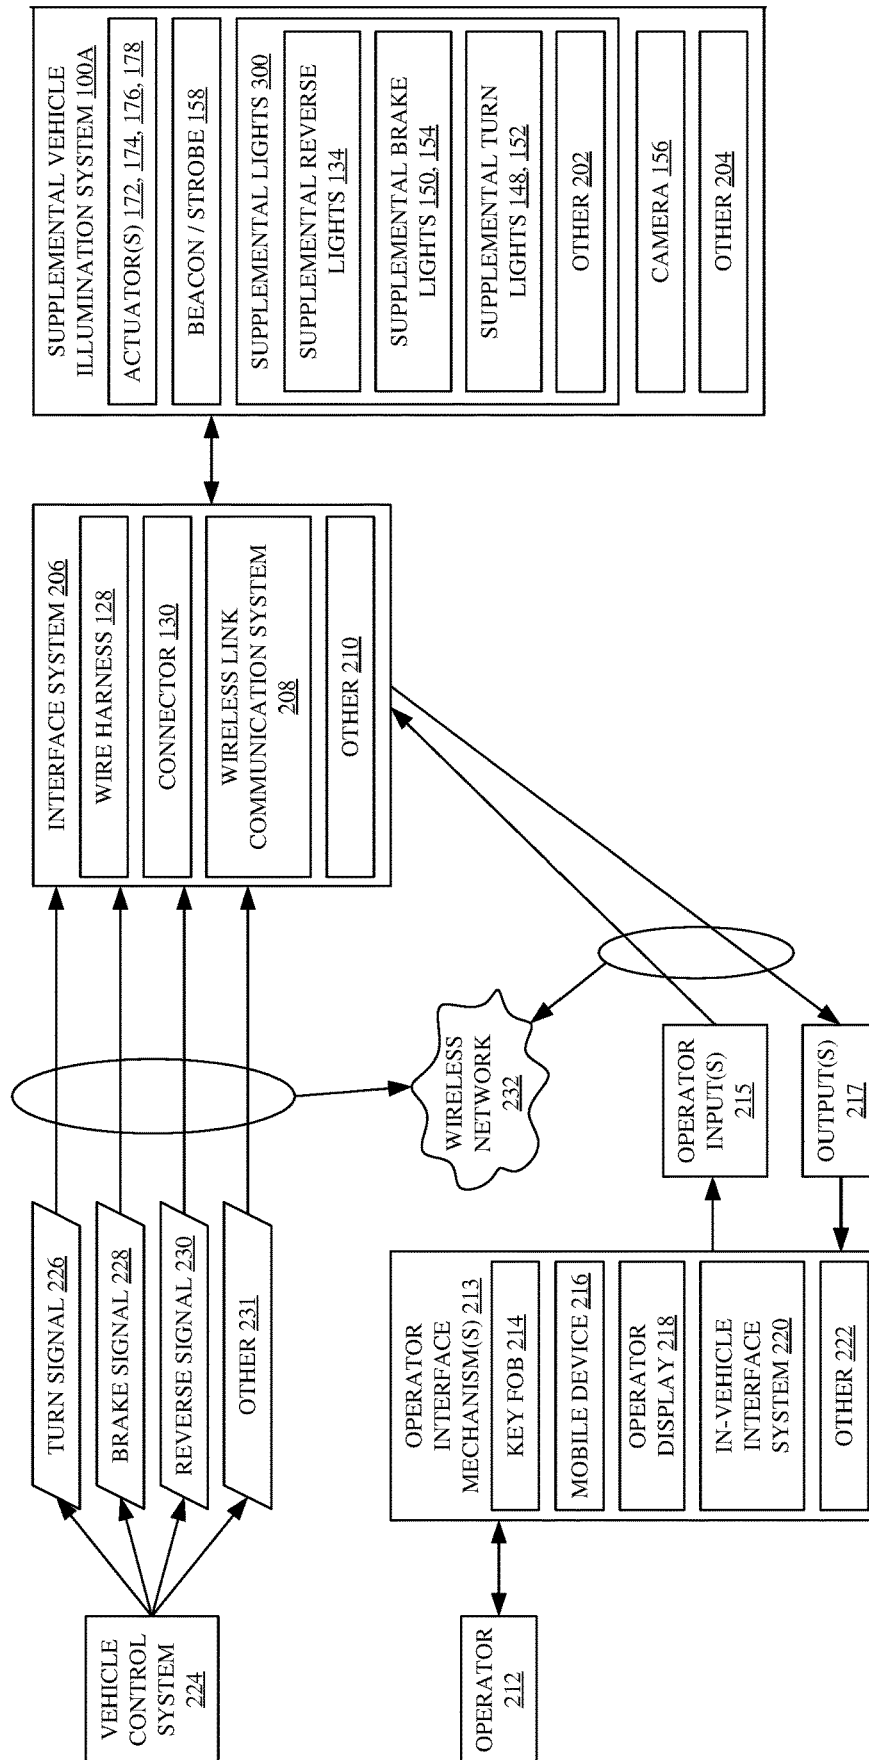 VEHICLE
CONTROL
SYSTEM
224
TURN SIGNAL 226
BRAKE SIGNAL 228
REVERSE SIGNAL 230
OTHER 231
INTERFACE SYSTEM 206
WIRE HARNESS 128
CONNECTOR 130
WIRELESS LINK
COMMUNICATION SYSTEM
208
OTHER 210
SUPPLEMENTAL VEHICLE
ILLUMINATION SYSTEM 100A
ACTUATOR(S) 172, 174, 176, 178
BEACON / STROBE 158
SUPPLEMENTAL LIGHTS 300
SUPPLEMENTAL REVERSE
LIGHTS 134
SUPPLEMENTAL BRAKE
LIGHTS 150, 154
SUPPLEMENTAL TURN
LIGHTS 148, 152
OTHER 202
CAMERA 156
OTHER 204
WIRELESS
NETWORK
232
OPERATOR
212
OPERATOR
INTERFACE
MECHANISM(S) 213
KEY FOB 214
MOBILE DEVICE 216
OPERATOR
DISPLAY 218
IN-VEHICLE
INTERFACE
SYSTEM 220
OTHER 222
OPERATOR
INPUT(S)
215
OUTPUT(S)
217